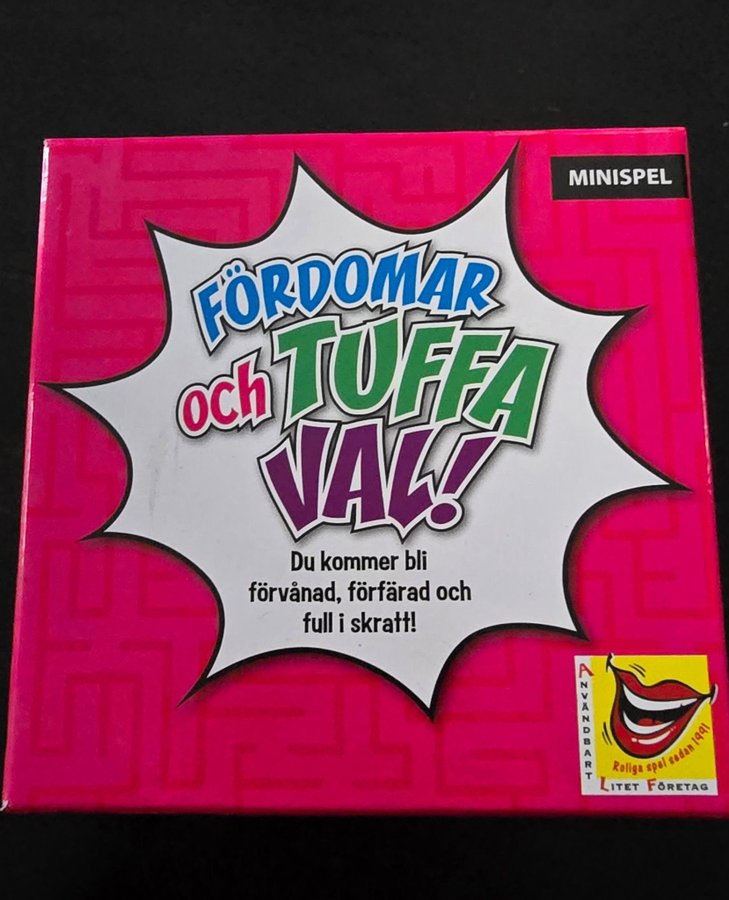 MINISPEL
FÖRDOMAR
och TUFFA
VAL!
Du kommer bli
förvånad, förfärad och
full i skratt!
ANVÄNDBART
Roliga spel sedan 1991
LITET FÖRETAG